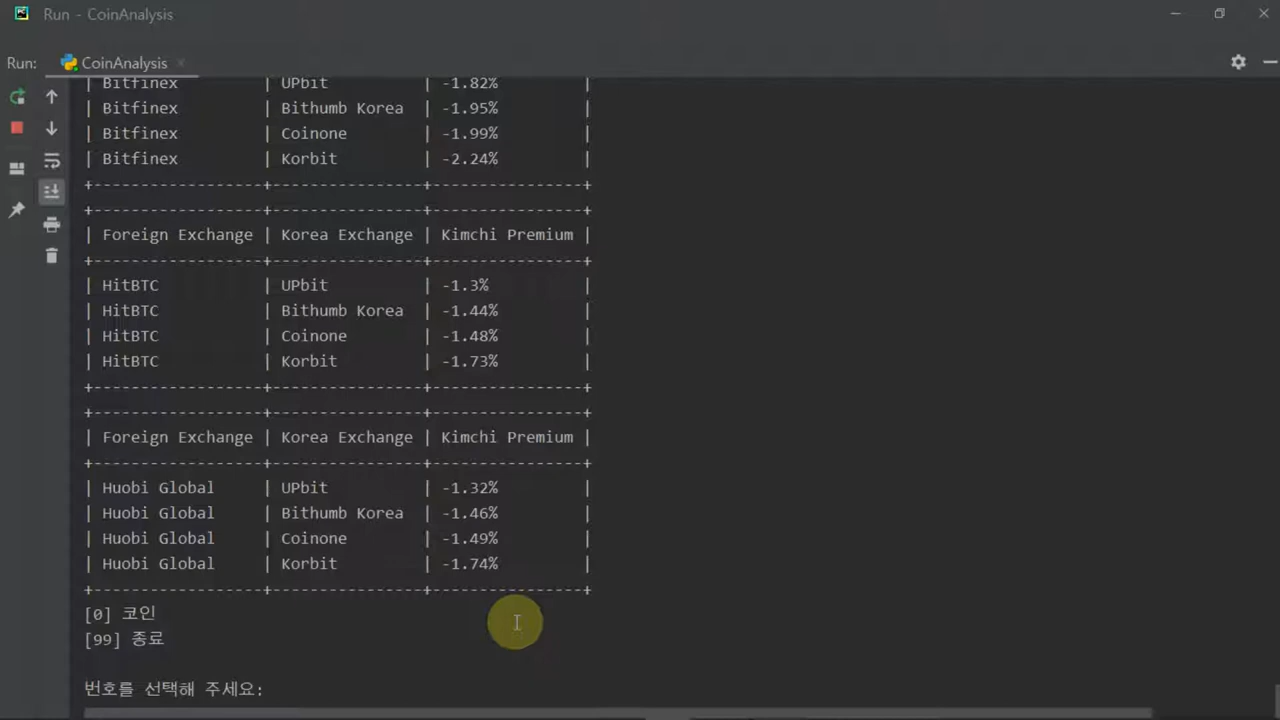 Run - CoinAnalysis
Run: CoinAnalysis
| Bitfinex | UPbit | -1.82% |
| Bitfinex | Bithumb Korea | -1.95% |
| Bitfinex | Coinone | -1.99% |
| Bitfinex | Korbit | -2.24% |
+-----------------+----------------+----------------+
+-----------------+----------------+----------------+
| Foreign Exchange | Korea Exchange | Kimchi Premium |
+-----------------+----------------+----------------+
| HitBTC | UPbit | -1.3% |
| HitBTC | Bithumb Korea | -1.44% |
| HitBTC | Coinone | -1.48% |
| HitBTC | Korbit | -1.73% |
+-----------------+----------------+----------------+
+-----------------+----------------+----------------+
| Foreign Exchange | Korea Exchange | Kimchi Premium |
+-----------------+----------------+----------------+
| Huobi Global | UPbit | -1.32% |
| Huobi Global | Bithumb Korea | -1.46% |
| Huobi Global | Coinone | -1.49% |
| Huobi Global | Korbit | -1.74% |
+-----------------+----------------+----------------+
[0] 코인
[99] 종료
번호를 선택해 주세요: